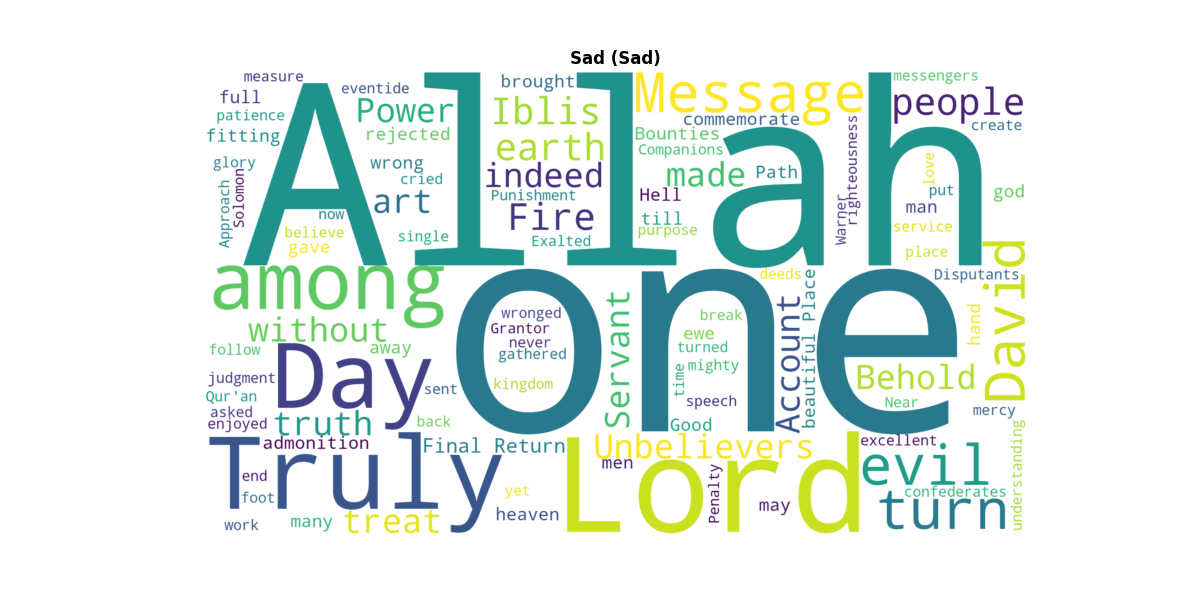 Sad (Sad)
Allah
one
Lord
Truly
Day
among
Message
David
people
turn
evil
Unbelievers
Servant
Account
Behold
Power
Iblis
earth
indeed
Fire
art
made
without
truth
treat
measure
full
patience
fitting
glory
Approach
solomon
eventide
rejected
wrong
cried
now
believe
gave
single
brought
Punishment
Exalted
commemorate
Bounties
Companions
Path
Hell
till
purpose
Warner
righteousness
messengers
create
love
put
man
god
service
place
Disputants
deeds
beautiful Place
hand
wronged
Grantor
never
gathered
kingdom
break
ewe
turned
mighty
time
speech
Good
Near
mercy
follow
away
judgment
sent
Qur'an
asked
enjoyed
back
admonition
Final Return
end
foot
work
many
yet
heaven
men
Penalty
may
excellent
confederates
understanding